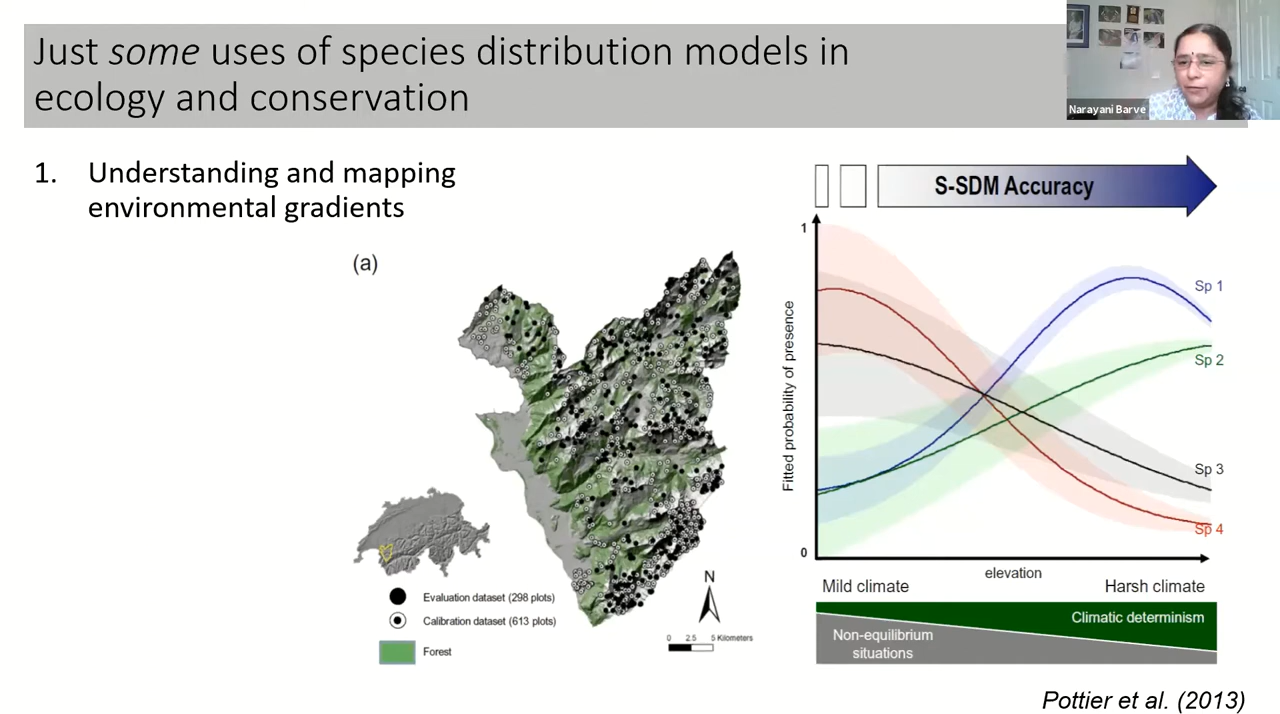 Just some uses of species distribution models in
ecology and conservation
Narayani Barve
1. Understanding and mapping
environmental gradients
(a)
Evaluation dataset (298 plots)
Calibration dataset (613 plots)
Forest
N
0 2.5 5 Kilometers
S-SDM Accuracy
1
Fitted probability of presence
0
Sp 1
Sp 2
Sp 3
Sp 4
elevation
Mild climate
Harsh climate
Climatic determinism
Non-equilibrium
situations
Pottier et al. (2013)